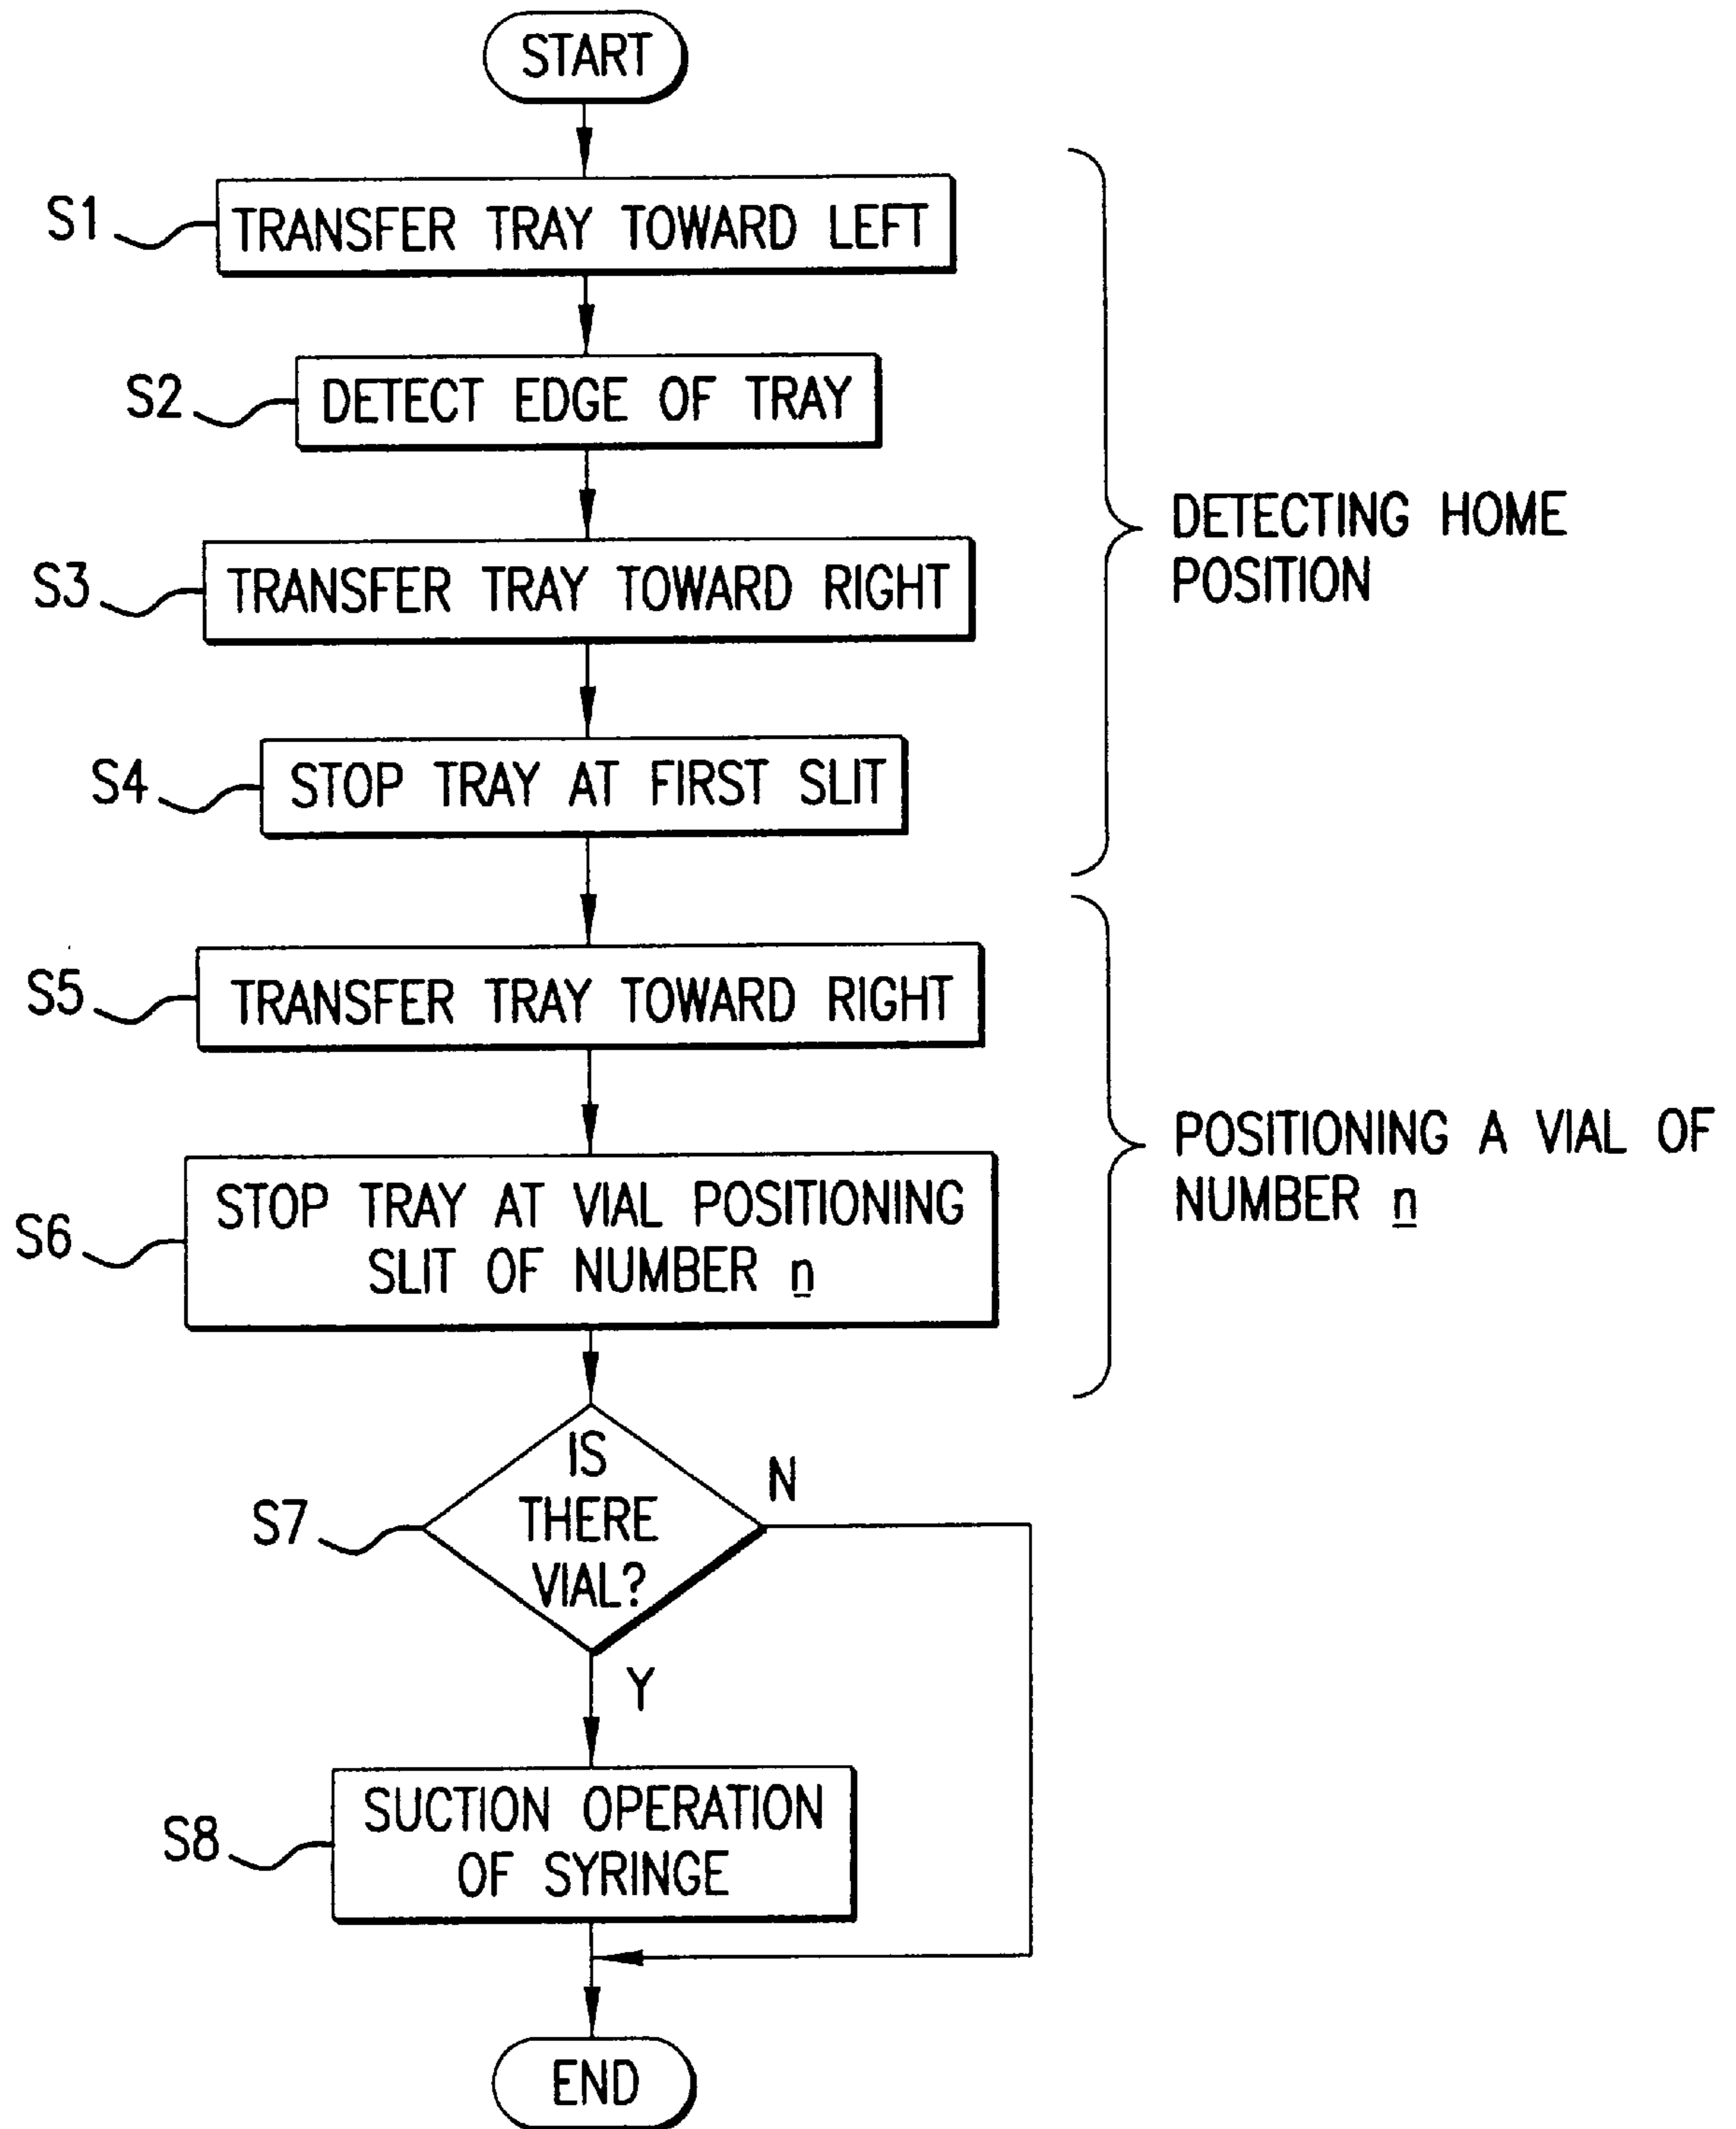 START
S1
TRANSFER TRAY TOWARD LEFT
S2
DETECT EDGE OF TRAY
S3
TRANSFER TRAY TOWARD RIGHT
S4
STOP TRAY AT FIRST SLIT
DETECTING HOME
POSITION
S5
TRANSFER TRAY TOWARD RIGHT
S6
STOP TRAY AT VIAL POSITIONING
SLIT OF NUMBER n
POSITIONING A VIAL OF
NUMBER n
S7
IS
THERE
VIAL?
N
Y
S8
SUCTION OPERATION
OF SYRINGE
END